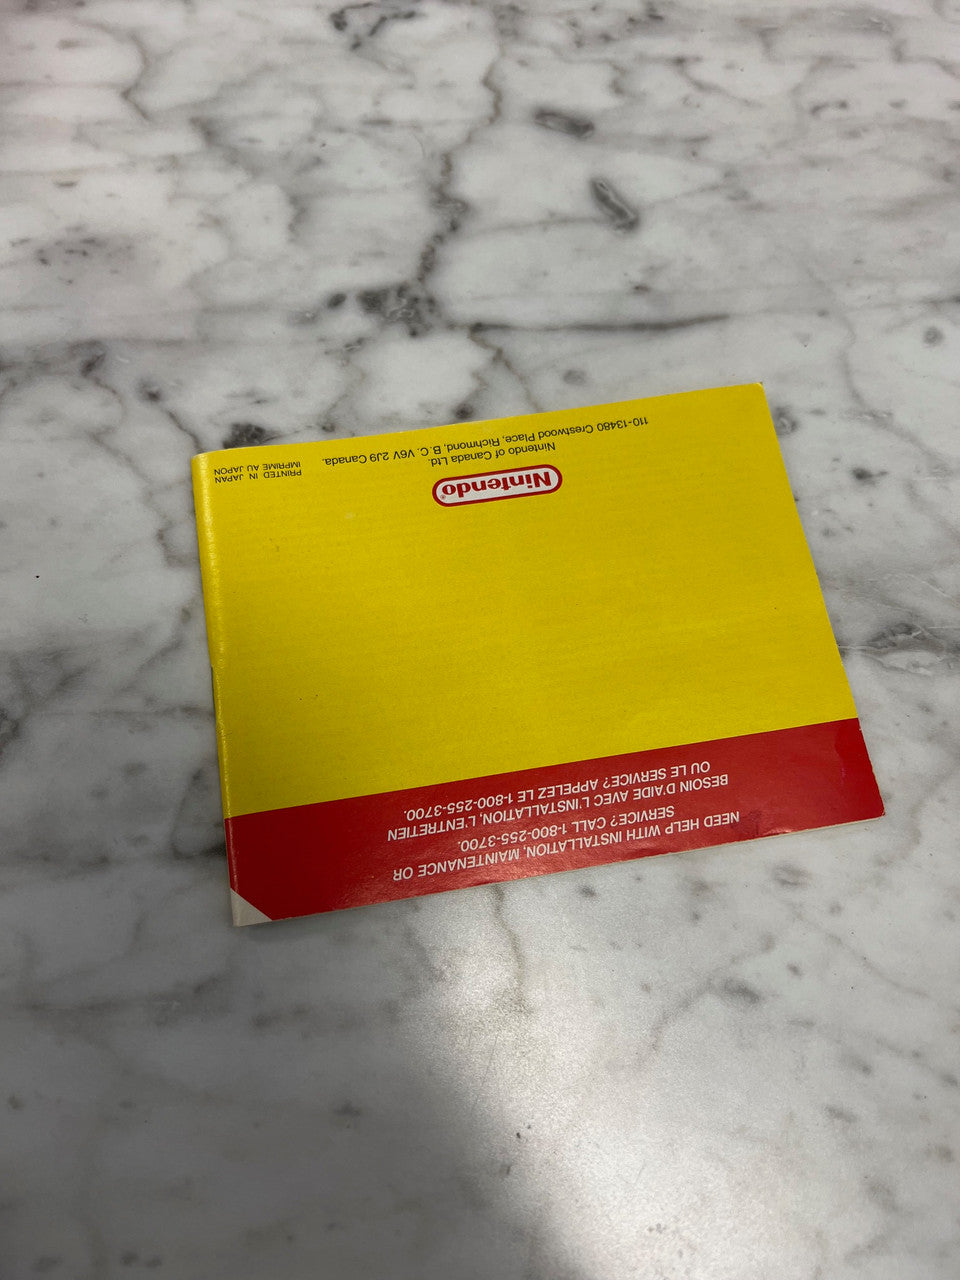 NEED HELP WITH INSTALLATION, MAINTENANCE OR
SERVICE? CALL 1-800-255-3700.
BESOIN D'AIDE AVEC L'INSTALLATION, L'ENTRETIEN
OU LE SERVICE? APPELEZ LE 1-800-255-3700.
Nintendo®
Nintendo of Canada Ltd.
110-13480 Crestwood Place, Richmond, B.C. V6V 2J9 Canada.
PRINTED IN JAPAN
IMPRIMÉ AU JAPON